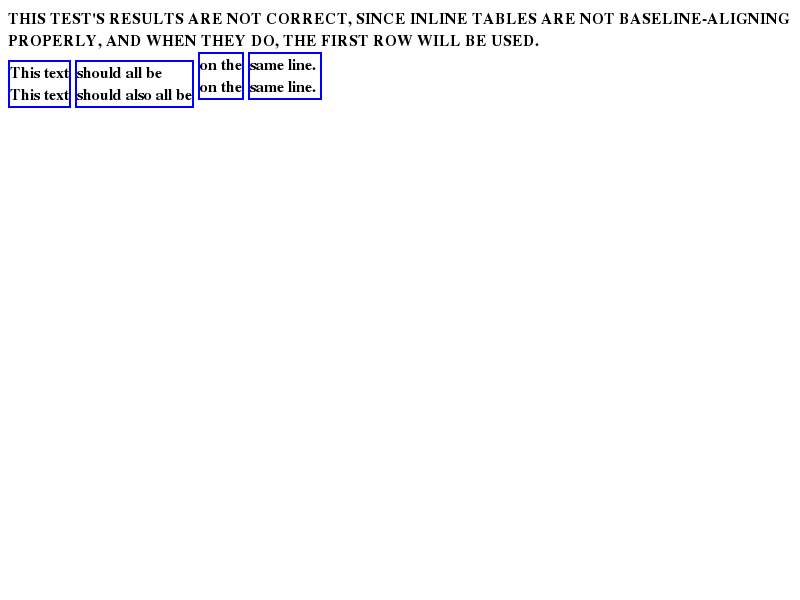 THIS TEST'S RESULTS ARE NOT CORRECT, SINCE INLINE TABLES ARE NOT BASELINE-ALIGNING
PROPERLY, AND WHEN THEY DO, THE FIRST ROW WILL BE USED.
This text should all be on the same line.
This text should also all be on the same line.